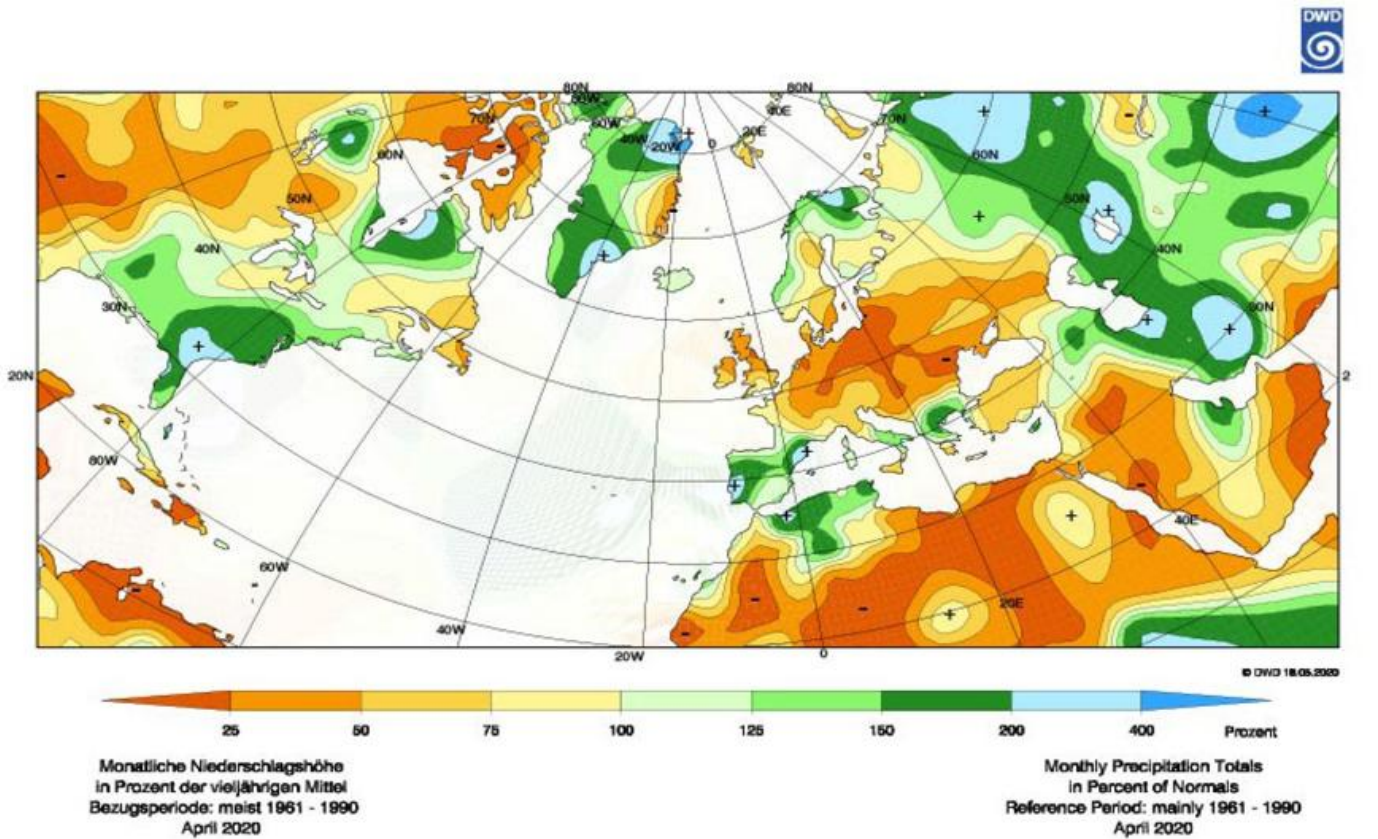 DWD
80N
80N
60W
40E
70N
60W
70N
40W
20E
20W
0
60N
60N
50N
50N
40N
40N
30N
30N
20N
2
80W
40E
60W
20E
40W
20W
0
© DWD 18.05.2020
25
50
75
100
125
150
200
400
Prozent
Monatliche Niederschlagshöhe
in Prozent der vieljährigen Mittel
Bezugsperiode: meist 1961 - 1990
April 2020
Monthly Precipitation Totals
in Percent of Normals
Reference Period: mainly 1961 - 1990
April 2020